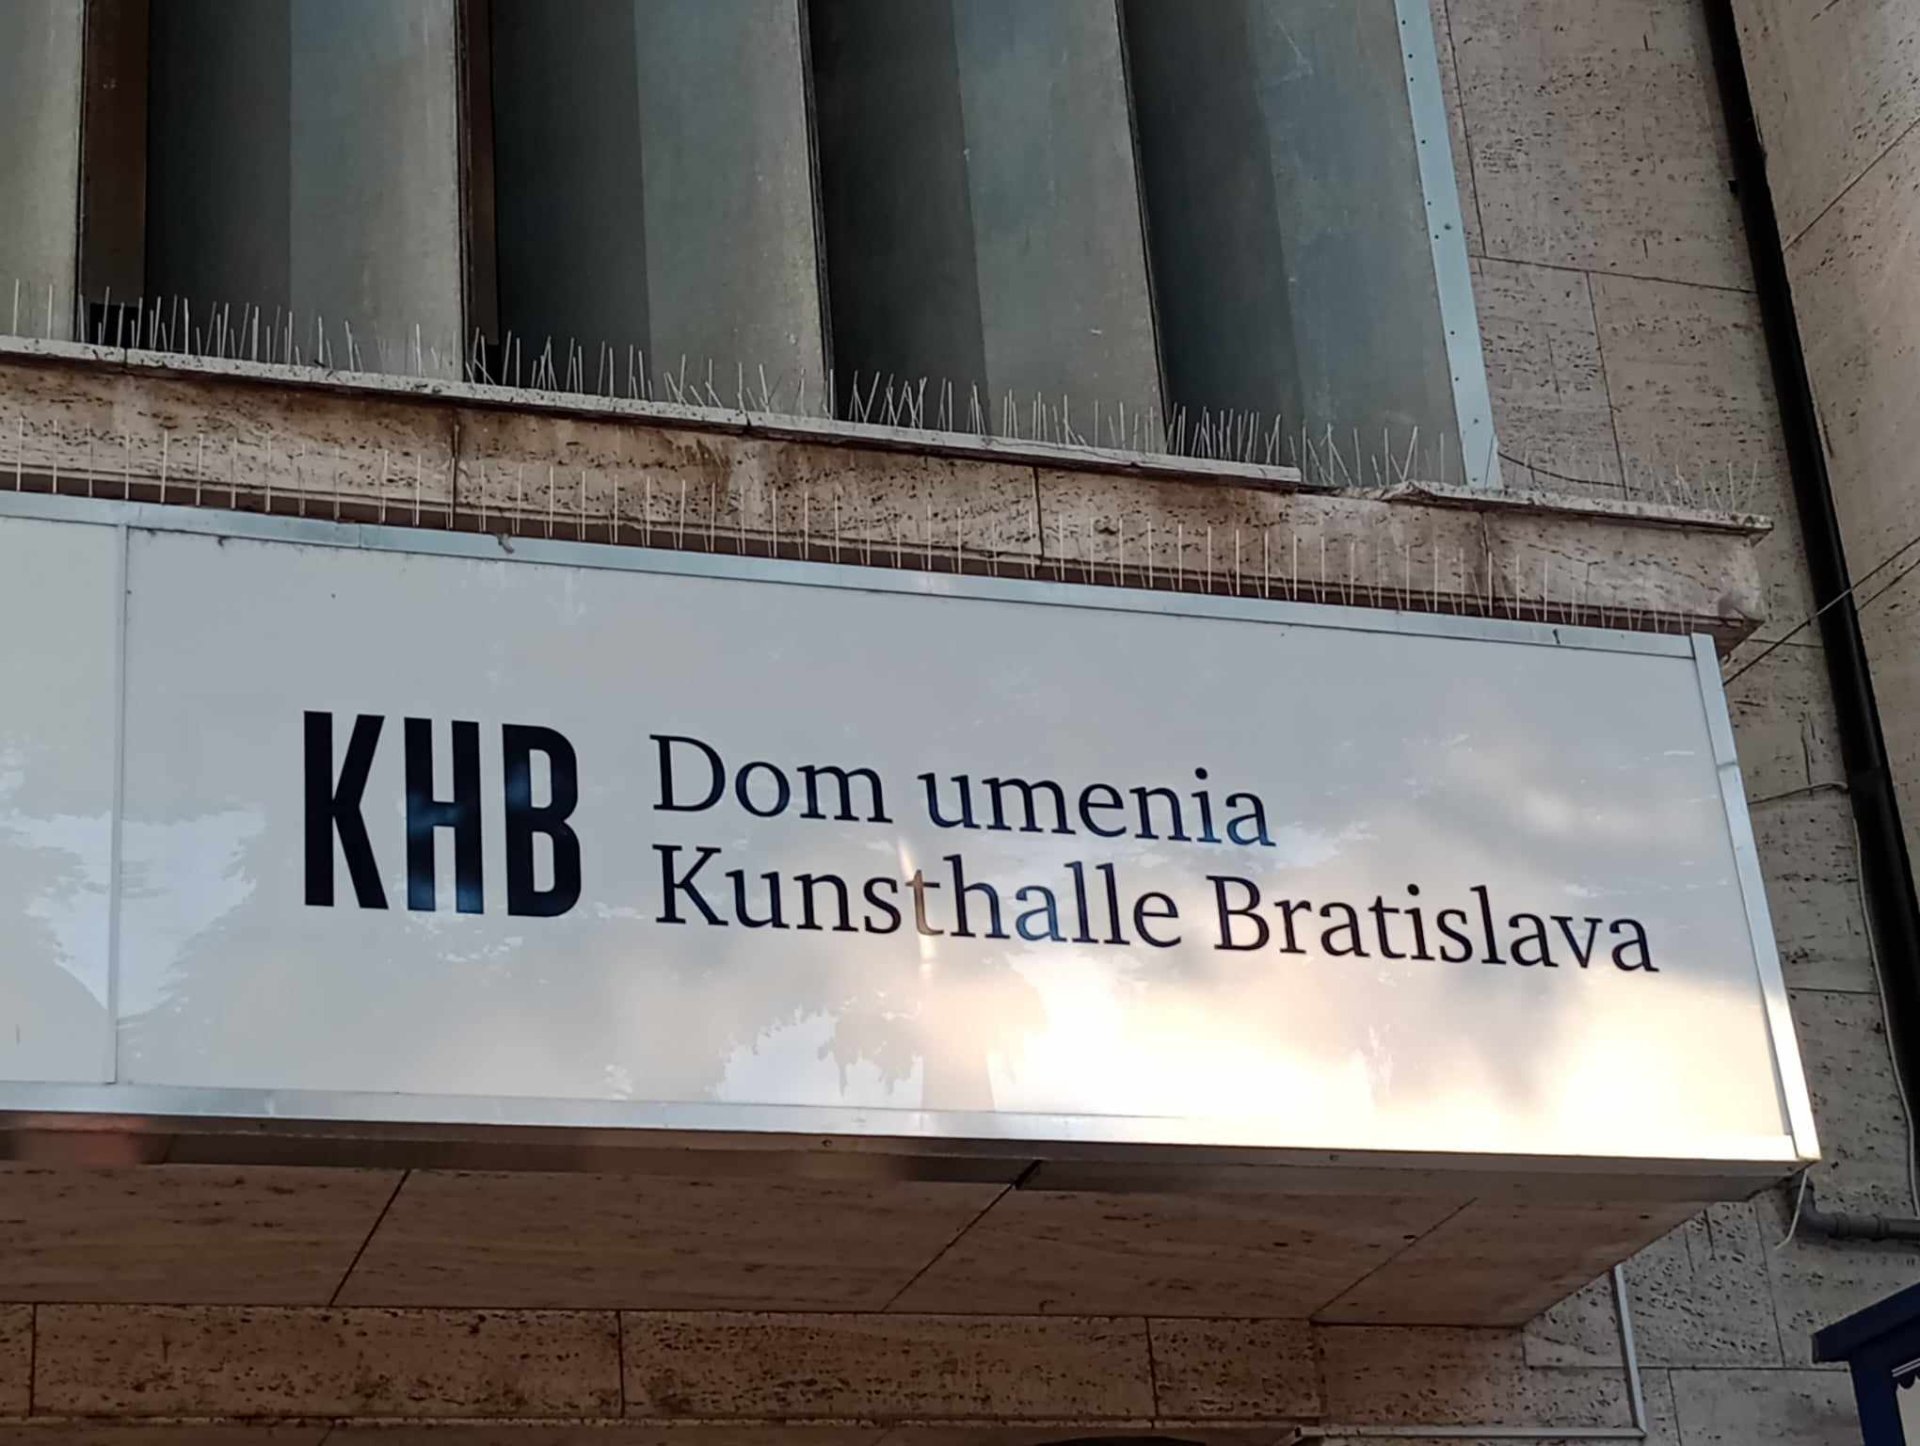 KHB
Dom umenia
Kunsthalle Bratislava